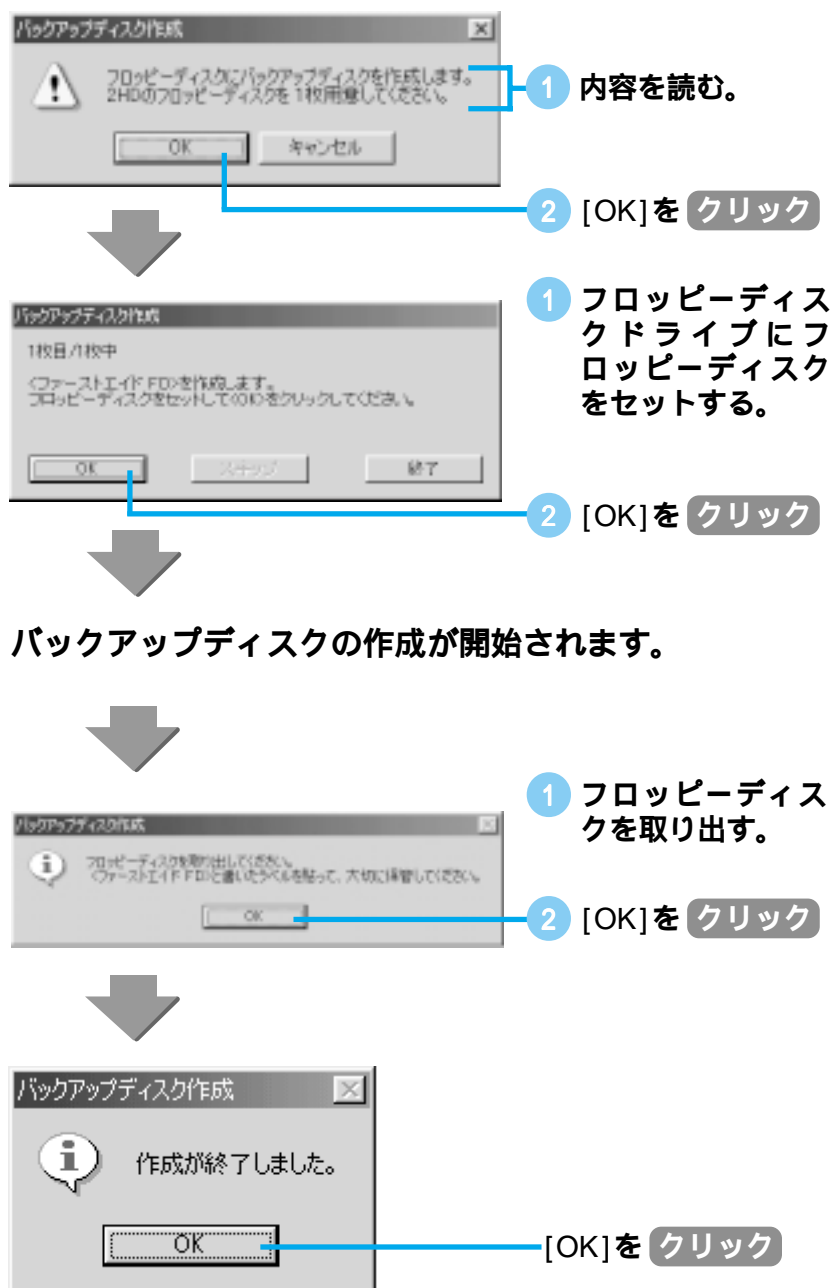 バックアップディスク作成
フロッピーディスクにバックアップディスクを作成します。
2HDのフロッピーディスクを1枚用意してください。
OK キャンセル
1 内容を読む。
2 [OK]を クリック
バックアップディスク作成
1枚目/1枚中
<ファーストエイド FD>を作成します。
フロッピーディスクをセットして<OK>をクリックしてください。
OK スキップ 終了
1 フロッピーディス
クドライブにフ
ロッピーディスク
をセットする。
2 [OK]を クリック
バックアップディスクの作成が開始されます。
バックアップディスク作成
フロッピーディスクを取り出してください。
<ファーストエイド FD>と書いたラベルを貼って、大切に保管してください。
OK
1 フロッピーディス
クを取り出す。
2 [OK]を クリック
バックアップディスク作成
作成が終了しました。
OK
[OK]を クリック